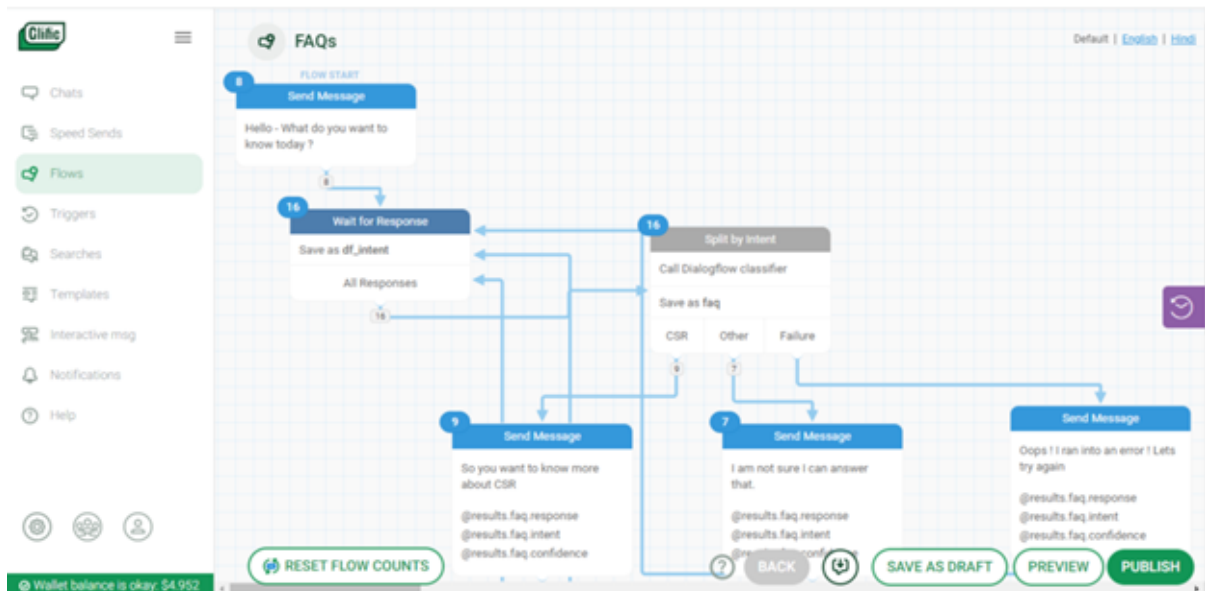 Glific
FAQs
Default | English | Hindi
Chats
Speed Sends
Flows
Triggers
Searches
Templates
Interactive msg
Notifications
Help
Wallet balance is okay: $4.952
FLOW START
8
Send Message
Hello - What do you want to
know today ?
8
16
Wait for Response
Save as df_intent
All Responses
16
16
Split by Intent
Call Dialogflow classifier
Save as faq
CSR Other Failure
9 7
9
Send Message
So you want to know more
about CSR
@results.faq.response
@results.faq.intent
@results.faq.confidence
7
Send Message
I am not sure I can answer
that.
@results.faq.response
@results.faq.intent
Send Message
Oops ! I ran into an error ! Lets
try again
@results.faq.response
@results.faq.intent
@results.faq.confidence
RESET FLOW COUNTS
? BACK SAVE AS DRAFT PREVIEW PUBLISH